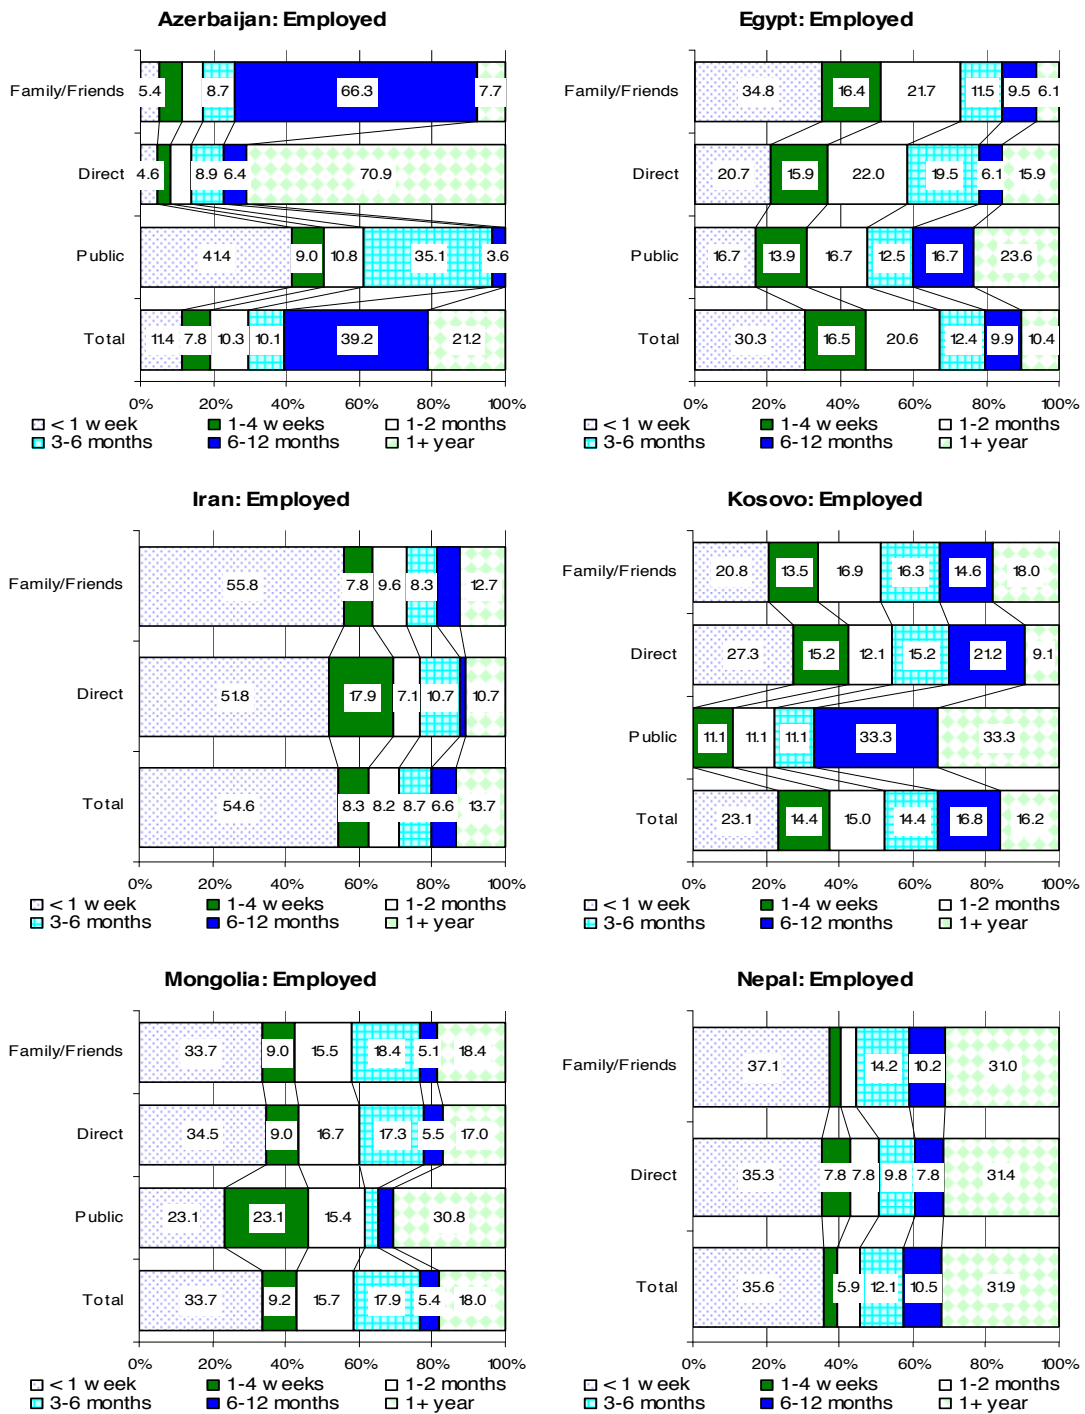 Azerbaijan: Employed
Family/Friends 5.4 8.7 66.3 7.7
Direct 4.6 8.9 6.4 70.9
Public 41.4 9.0 10.8 35.1 3.6
Total 11.4 7.8 10.3 10.1 39.2 21.2
0% 20% 40% 60% 80% 100%
< 1 week 1-4 weeks 1-2 months
3-6 months 6-12 months 1+ year
Egypt: Employed
Family/Friends 34.8 16.4 21.7 11.5 9.5 6.1
Direct 20.7 15.9 22.0 19.5 6.1 15.9
Public 16.7 13.9 16.7 12.5 16.7 23.6
Total 30.3 16.5 20.6 12.4 9.9 10.4
0% 20% 40% 60% 80% 100%
< 1 week 1-4 weeks 1-2 months
3-6 months 6-12 months 1+ year
Iran: Employed
Family/Friends 55.8 7.8 9.6 8.3 12.7
Direct 51.8 17.9 7.1 10.7 10.7
Total 54.6 8.3 8.2 8.7 6.6 13.7
0% 20% 40% 60% 80% 100%
< 1 week 1-4 weeks 1-2 months
3-6 months 6-12 months 1+ year
Kosovo: Employed
Family/Friends 20.8 13.5 16.9 16.3 14.6 18.0
Direct 27.3 15.2 12.1 15.2 21.2 9.1
Public 11.1 11.1 11.1 33.3 33.3
Total 23.1 14.4 15.0 14.4 16.8 16.2
0% 20% 40% 60% 80% 100%
< 1 week 1-4 weeks 1-2 months
3-6 months 6-12 months 1+ year
Mongolia: Employed
Family/Friends 33.7 9.0 15.5 18.4 5.1 18.4
Direct 34.5 9.0 16.7 17.3 5.5 17.0
Public 23.1 23.1 15.4 30.8
Total 33.7 9.2 15.7 17.9 5.4 18.0
0% 20% 40% 60% 80% 100%
< 1 week 1-4 weeks 1-2 months
3-6 months 6-12 months 1+ year
Nepal: Employed
Family/Friends 37.1 14.2 10.2 31.0
Direct 35.3 7.8 7.8 9.8 7.8 31.4
Total 35.6 5.9 12.1 10.5 31.9
0% 20% 40% 60% 80% 100%
< 1 week 1-4 weeks 1-2 months
3-6 months 6-12 months 1+ year